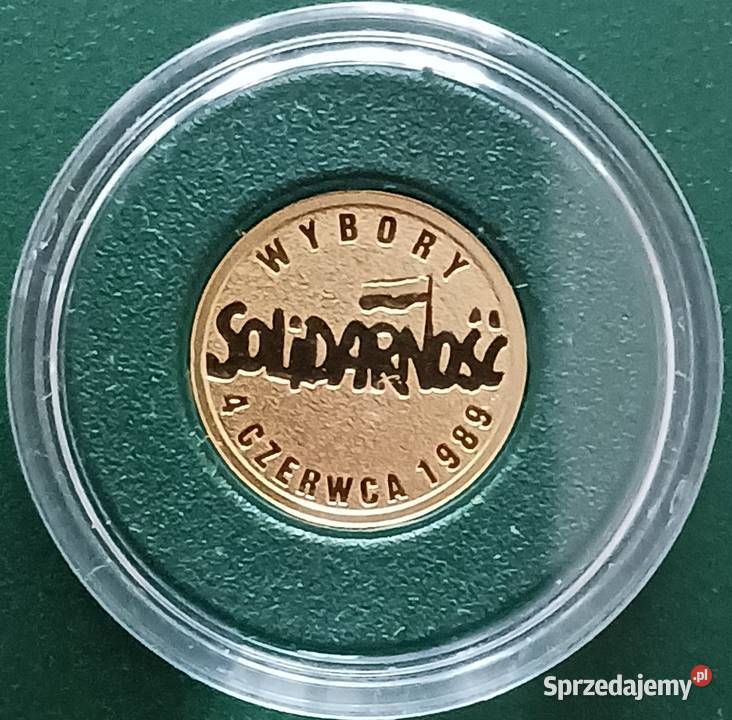 WYBORY
SOLIDARNOŚĆ
4 CZERWCA 1989
Sprzedajemy.pl